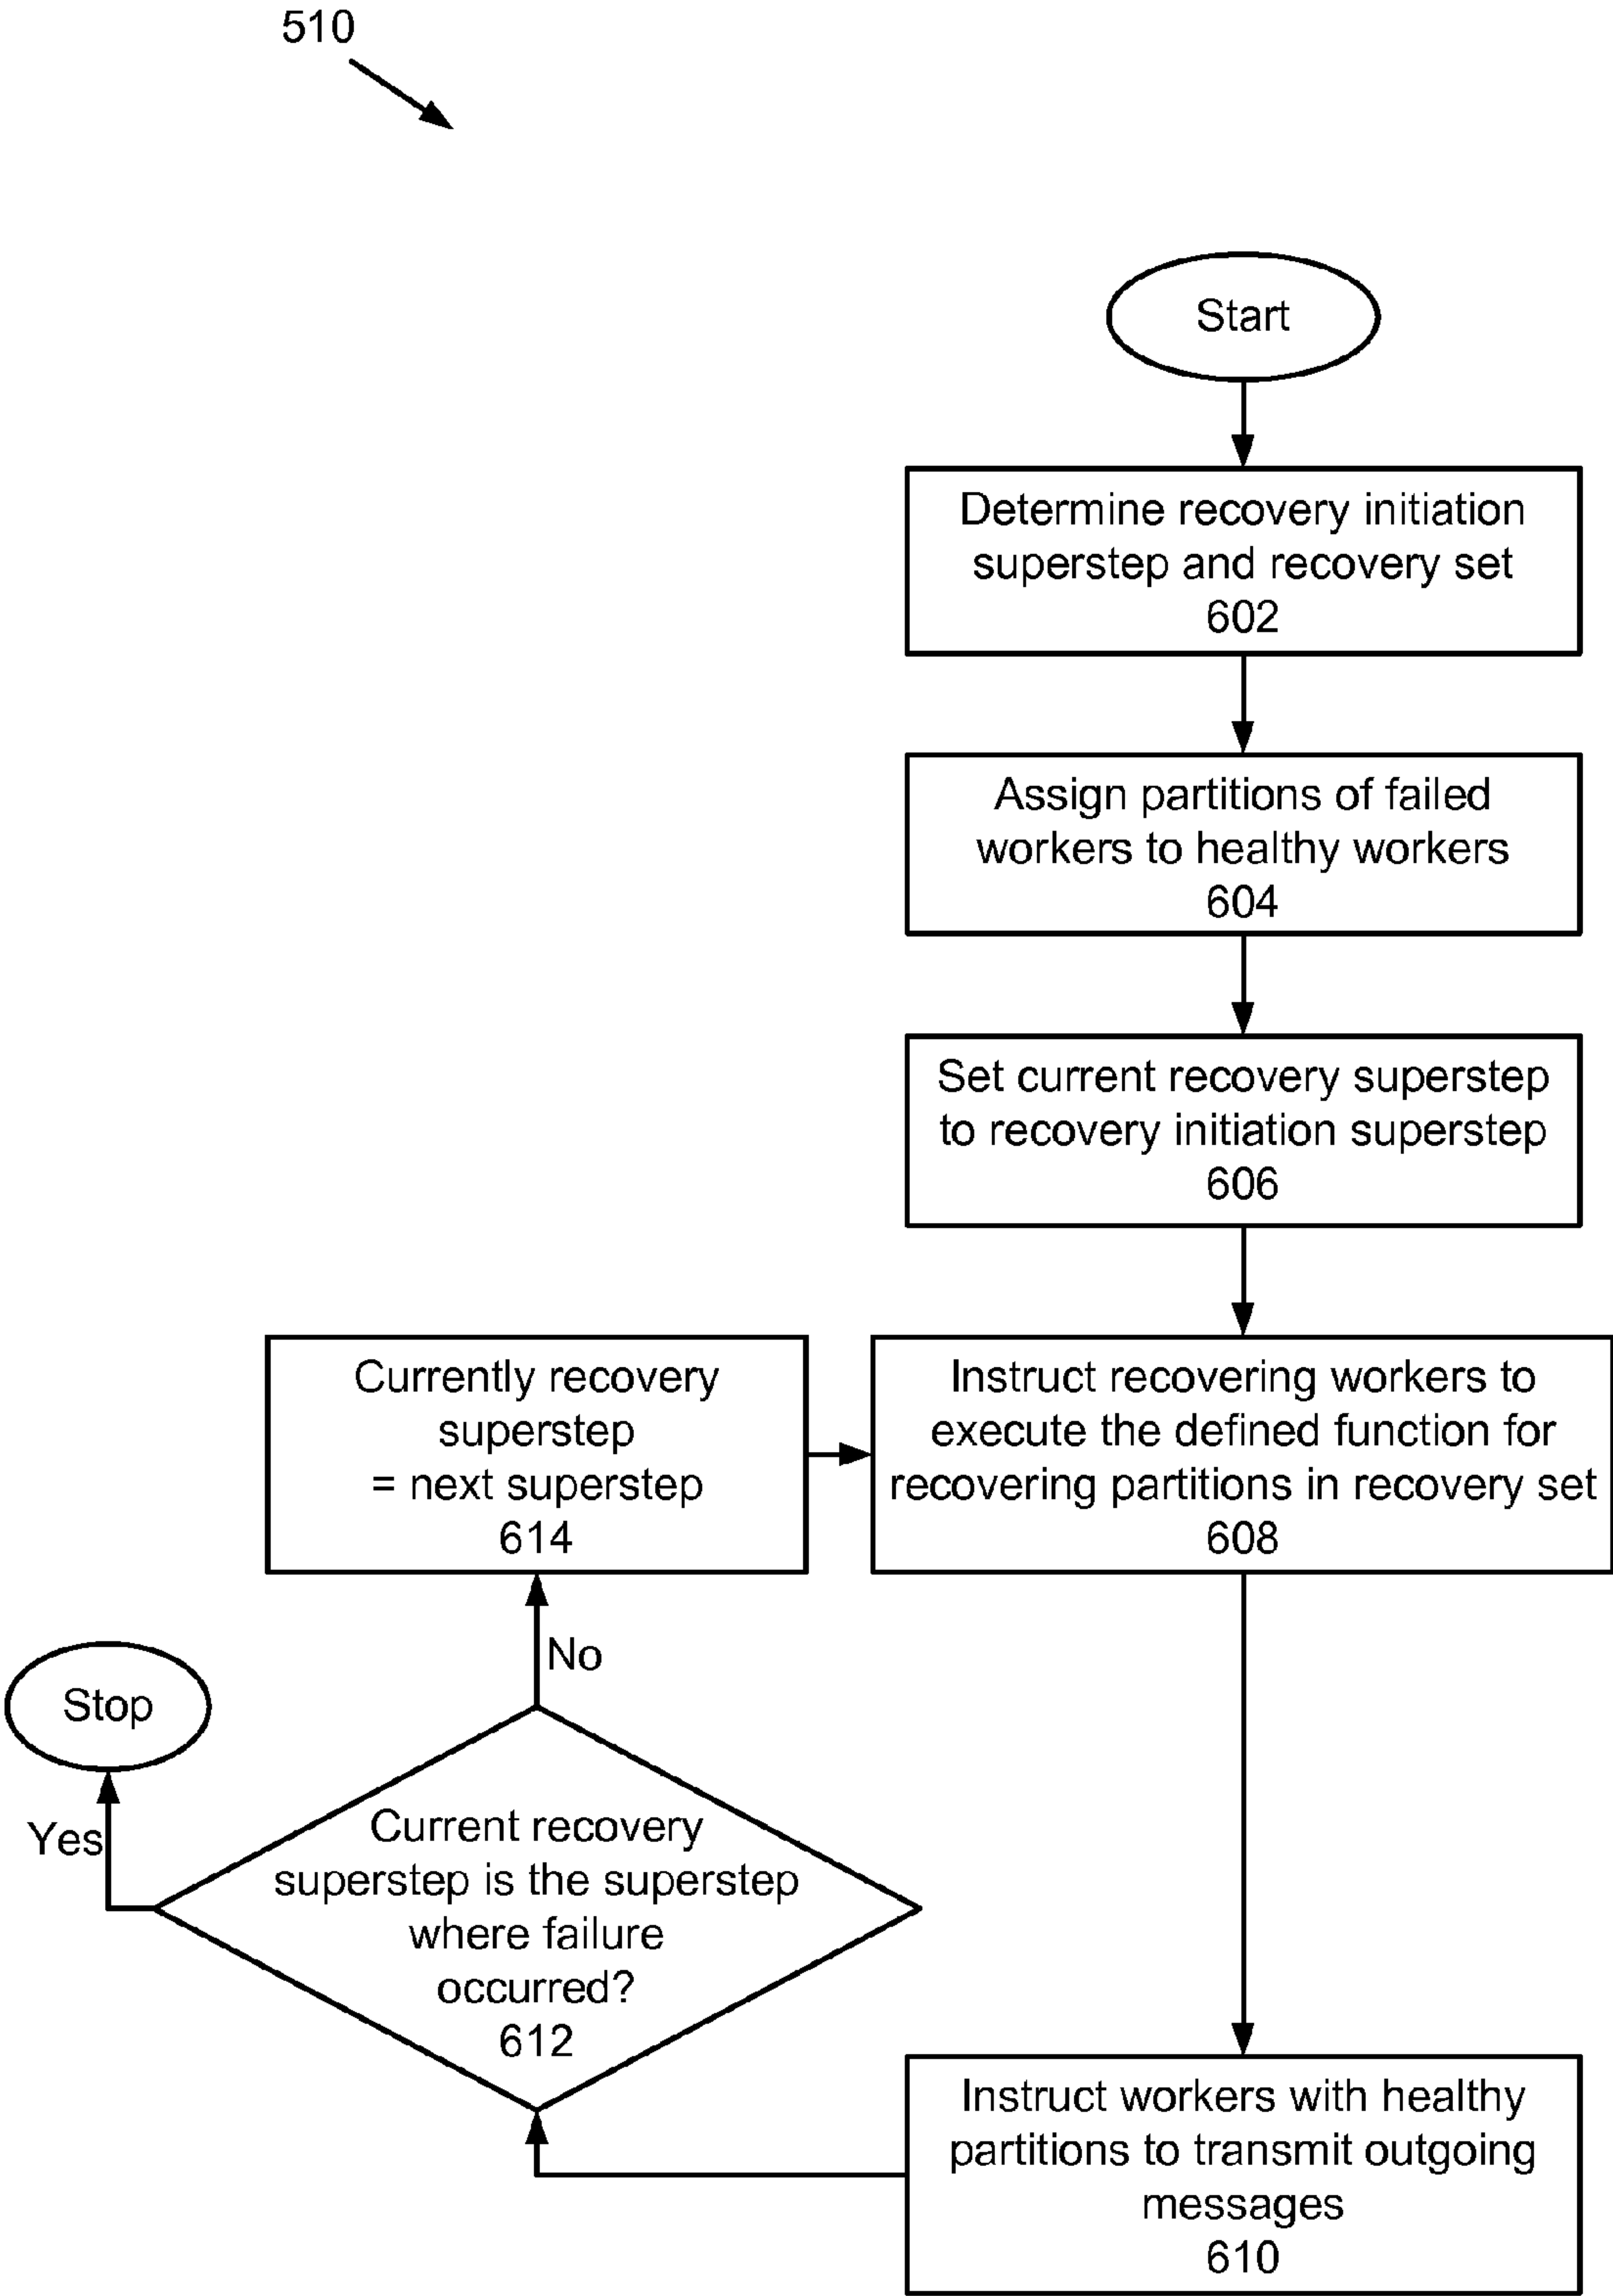 510
Start
Determine recovery initiation
superstep and recovery set
602
Assign partitions of failed
workers to healthy workers
604
Set current recovery superstep
to recovery initiation superstep
606
Currently recovery
superstep
= next superstep
614
Instruct recovering workers to
execute the defined function for
recovering partitions in recovery set
608
No
Stop
Yes
Current recovery
superstep is the superstep
where failure
occurred?
612
Instruct workers with healthy
partitions to transmit outgoing
messages
610